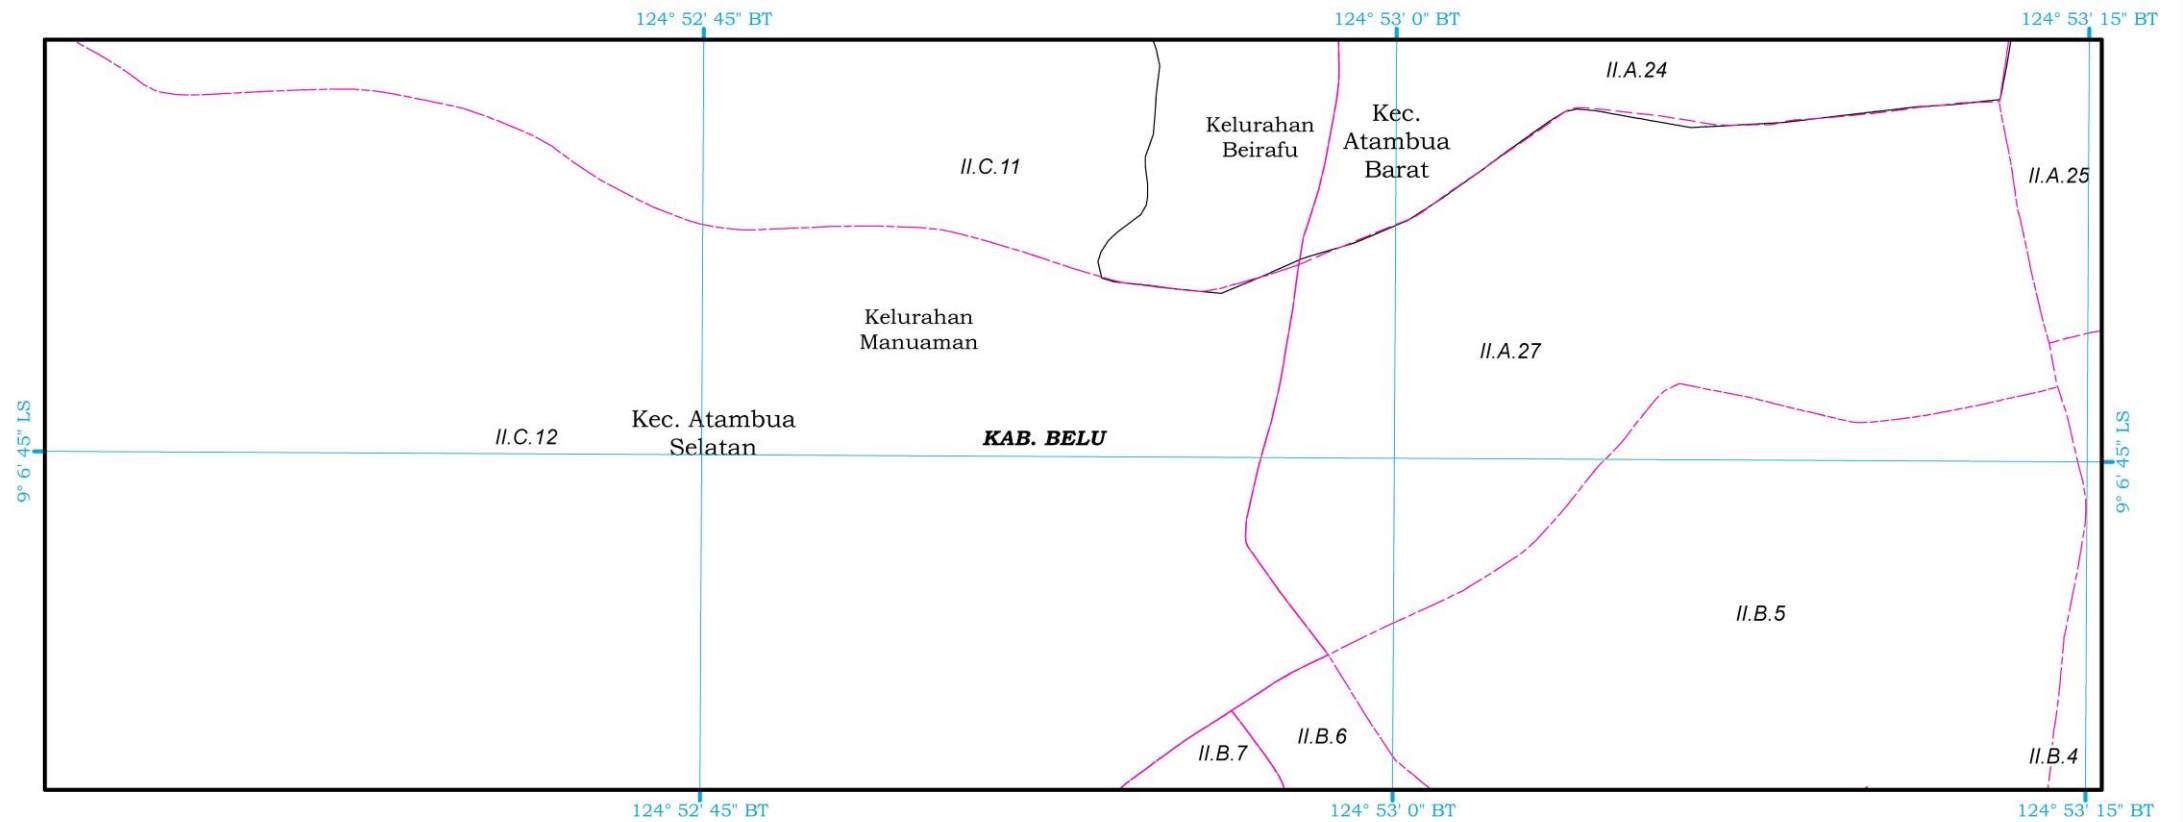 124° 52' 45" BT
124° 53' 0" BT
124° 53' 15" BT
II.A.24
Kec.
Atambua
Barat
Kelurahan
Beirafu
II.C.11
II.A.25
Kelurahan
Manuaman
II.A.27
Kec. Atambua
Selatan
II.C.12
KAB. BELU
9° 6' 45" LS
9° 6' 45" LS
II.B.5
II.B.6
II.B.7
II.B.4
124° 52' 45" BT
124° 53' 0" BT
124° 53' 15" BT